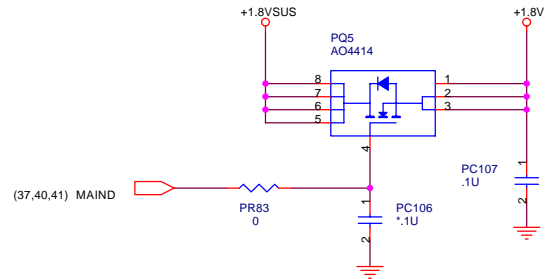 +1.8VSUS
+1.8V
PQ5
AO4414
8
7
6
5
1
2
3
4
(37,40,41) MAIND
PR83
0
1
PC106
*.1U
2
PC107
.1U
1
2